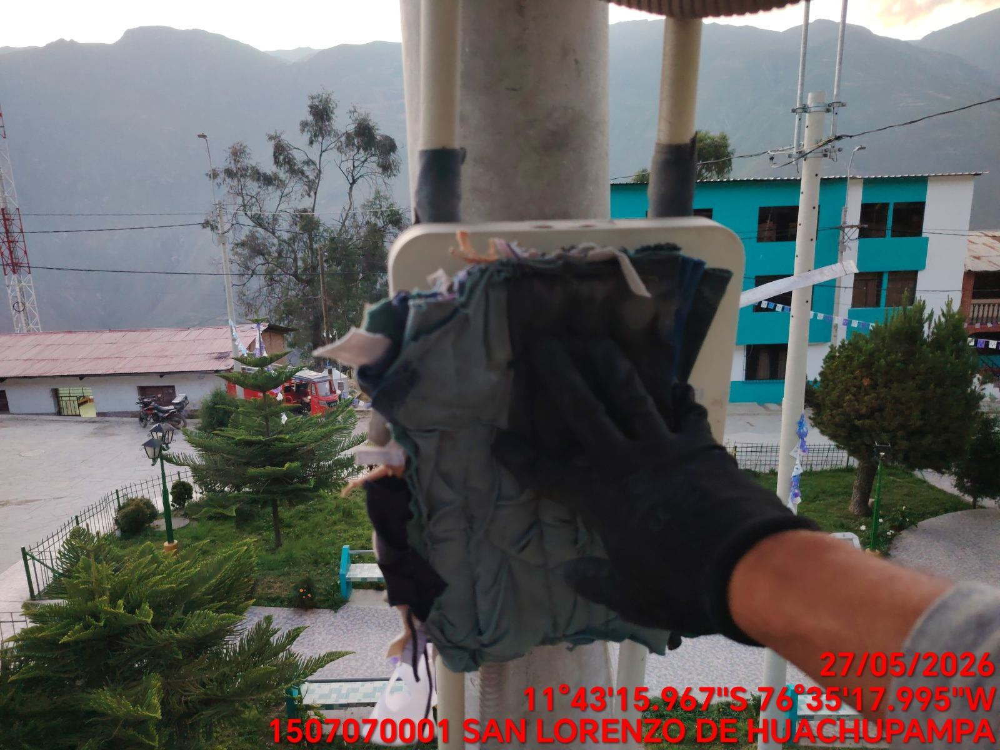 27/05/2026
11°43'15.967"S 76°35'17.995"W
1507070001 SAN LORENZO DE HUACHUPAMPA